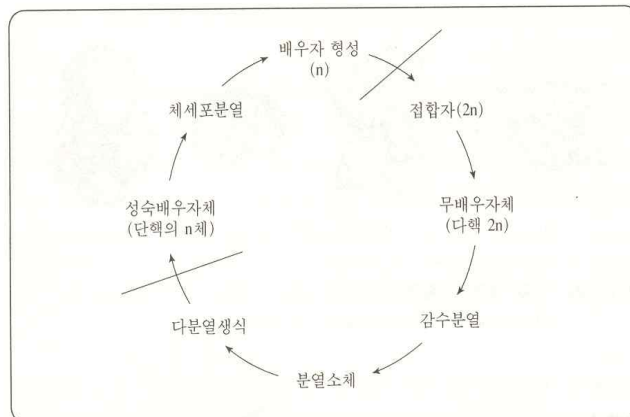 배우자 형성
(n)
접합자(2n)
무배우자체
(다핵 2n)
감수분열
분열소체
다분열생식
성숙배우자체
(단핵의 n체)
체세포분열